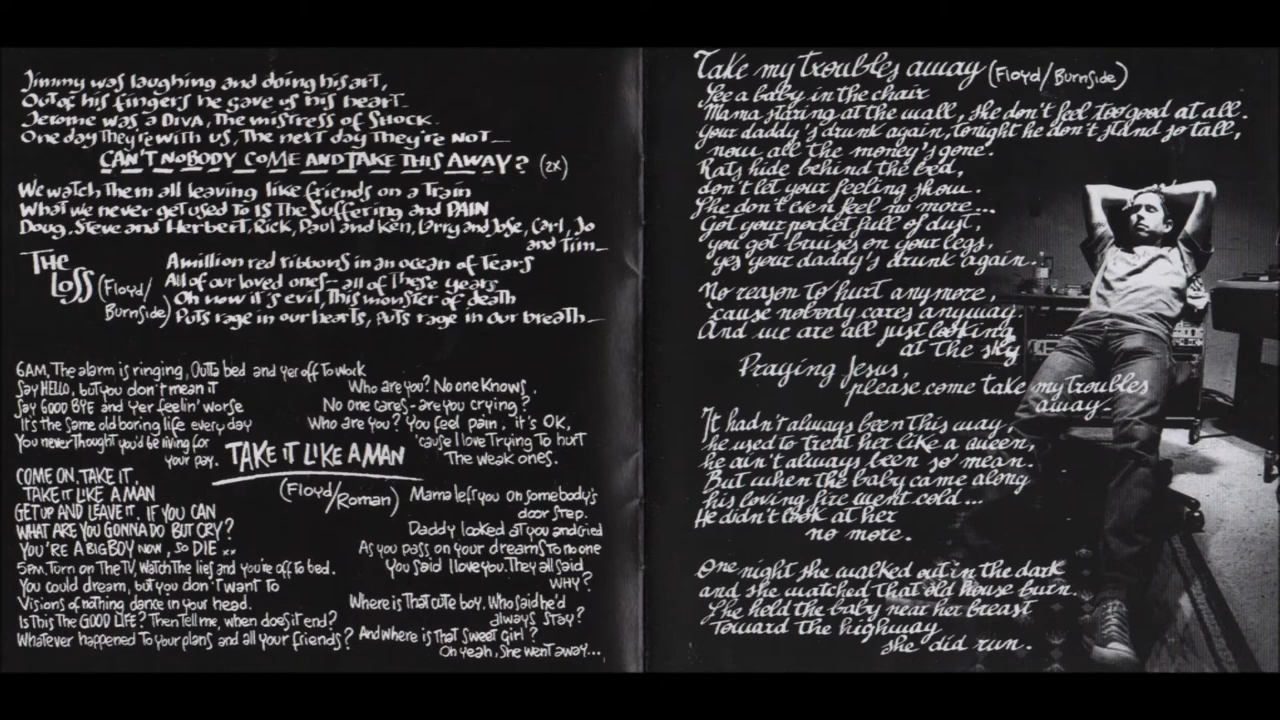 Jimmy was laughing and doing his art,
Out of his fingers he gave us his heart_
Jerome was a DIVA, The mistress of SHOCK.
One day They're with us, The next day They're NOT_
CAN'T NOBODY COME AND TAKE THIS AWAY? (2X)
We watch Them all leaving like friends on a Train
What we never get used to IS The Suffering and PAIN
Doug, Steve and Herbert, Rick, Paul and Ken, Larry and Jose, Carl, Jo
and Tim_
THE LOSS (Floyd/Burnside)
A million red ribbons in an ocean of Tears
All of our loved ones- all of These years
Oh now it's evil, This monster of death
Puts rage in our hearts, Puts rage in our breath_
6AM, The alarm is ringing, Outta bed and yer off To work
Say HELLO, but you don't mean it
Say GOOD BYE and Yer feelin' worse
It's the same old boring life every day
You never Thought you'd be living for
your pay.
TAKE IT LIKE A MAN
(Floyd/Roman)
COME ON, TAKE IT,
TAKE IT LIKE A MAN
GET UP AND LEAVE IT, IF YOU CAN
WHAT ARE YOU GONNA DO BUT CRY?
YOU'RE A BIG BOY NOW, SO DIE ..
5PM, Turn on The TV, Watch The lies and you're off to bed.
You could dream, but you don't want to
Visions of nothing dance in your head.
Is This The GOOD LIFE? Then Tell me, when does it end?
Whatever happened To your plans and all your friends?
Who are you? No one Knows,
No one cares - are you crying?
Who are You? You feel pain, it's OK,
'cause I love Trying To hurt
The weak ones.
Mama left you on somebody's
door step.
Daddy looked at you and cried
As you pass on your dreams To no one
You said I love you. They all said
WHY?
Where is That cute boy. Who said he'd
always stay?
And where is That sweet girl?
Oh yeah, She went away...
Take my troubles away (Floyd/Burnside)
See a baby in the chair
Mama staring at the wall, she don't feel too good at all.
Your daddy's drunk again, tonight he don't stand so tall,
now all the money's gone.
Rats hide behind the bed,
don't let your feeling show.
She don't even feel no more...
Got your pocket full of dust,
you got bruises on your legs,
yes your daddy's drunk again.
No reason to hurt anymore,
'cause nobody cares anyway.
And we are all just looking
at The sky
Praying Jesus,
please come take my troubles
away_
It hadn't always been this way,
he used to treat her like a queen,
he ain't always been so mean.
But when the baby came along
his loving fire went cold...
He didn't look at her
no more.
One night she walked out in the dark
and she watched that old house burn.
She held the baby near her breast
Toward the highway
she did run.